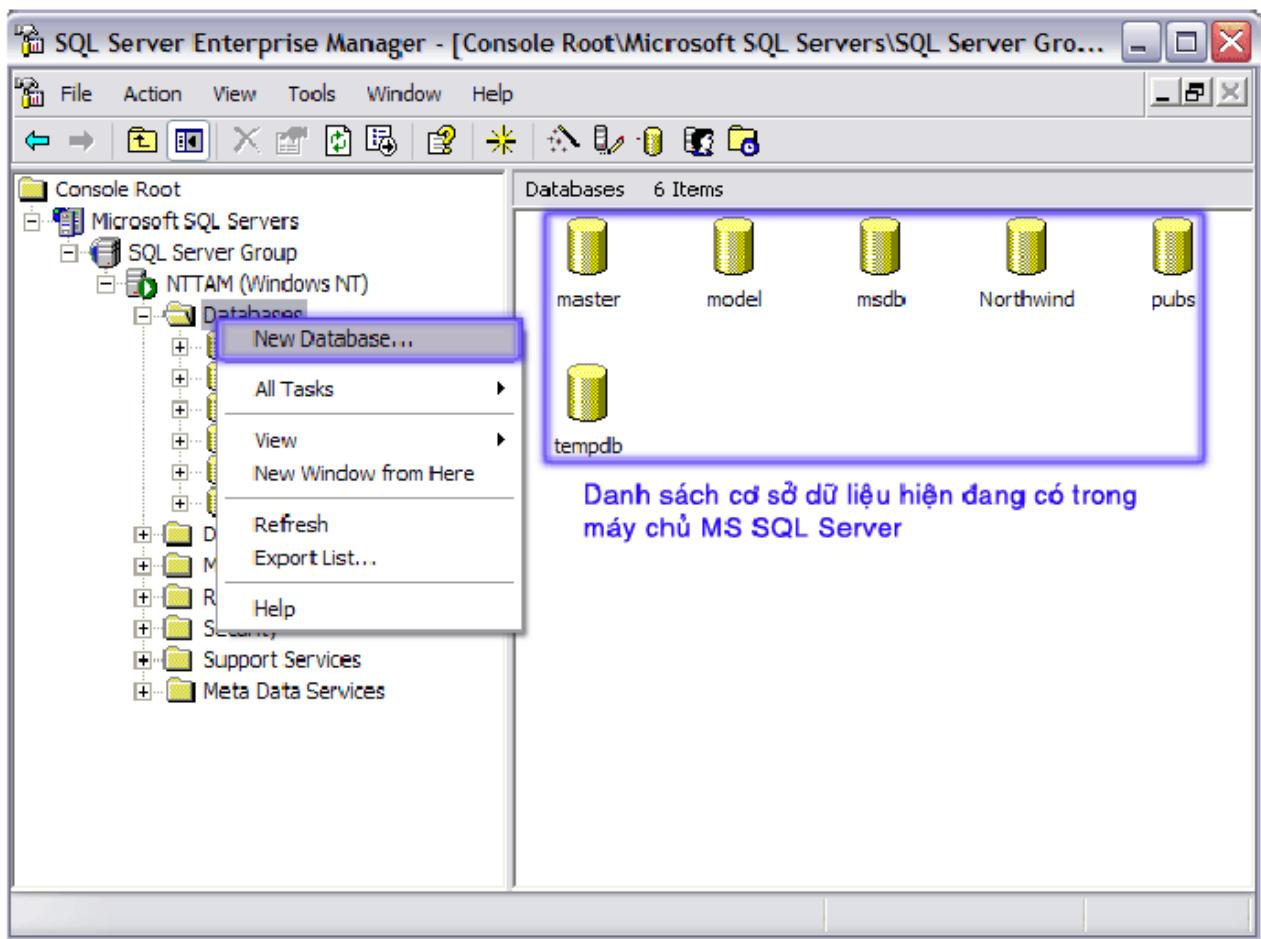 SQL Server Enterprise Manager - [Console Root\Microsoft SQL Servers\SQL Server Gro...
File Action View Tools Window Help
Console Root
Databases 6 Items
Microsoft SQL Servers
SQL Server Group
NTTAM (Windows NT)
Databases
New Database...
All Tasks
View
New Window from Here
Refresh
Export List...
Help
D
M
R
Security
Support Services
Meta Data Services
master model msdb Northwind pubs
tempdb
Danh sách cơ sở dữ liệu hiện đang có trong
máy chủ MS SQL Server